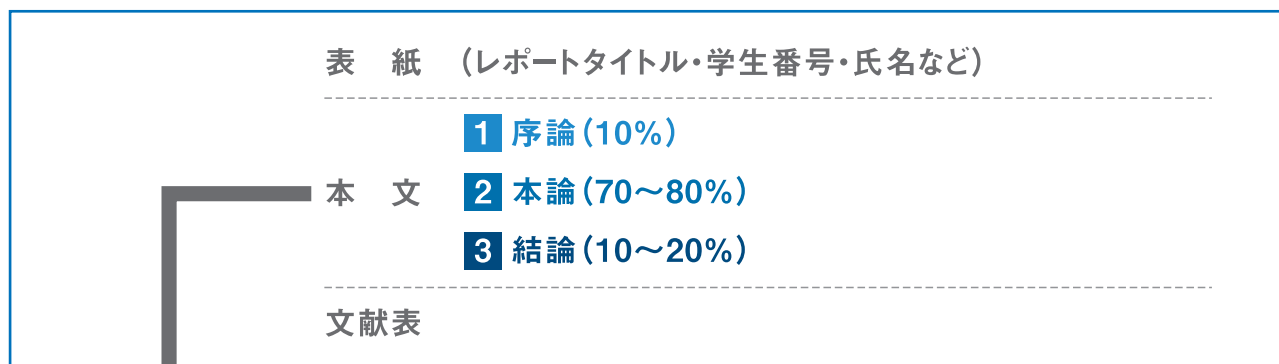 表　紙　(レポートタイトル・学生番号・氏名など)
1 序論(10%)
本　文　2 本論(70〜80%)
3 結論(10〜20%)
文献表